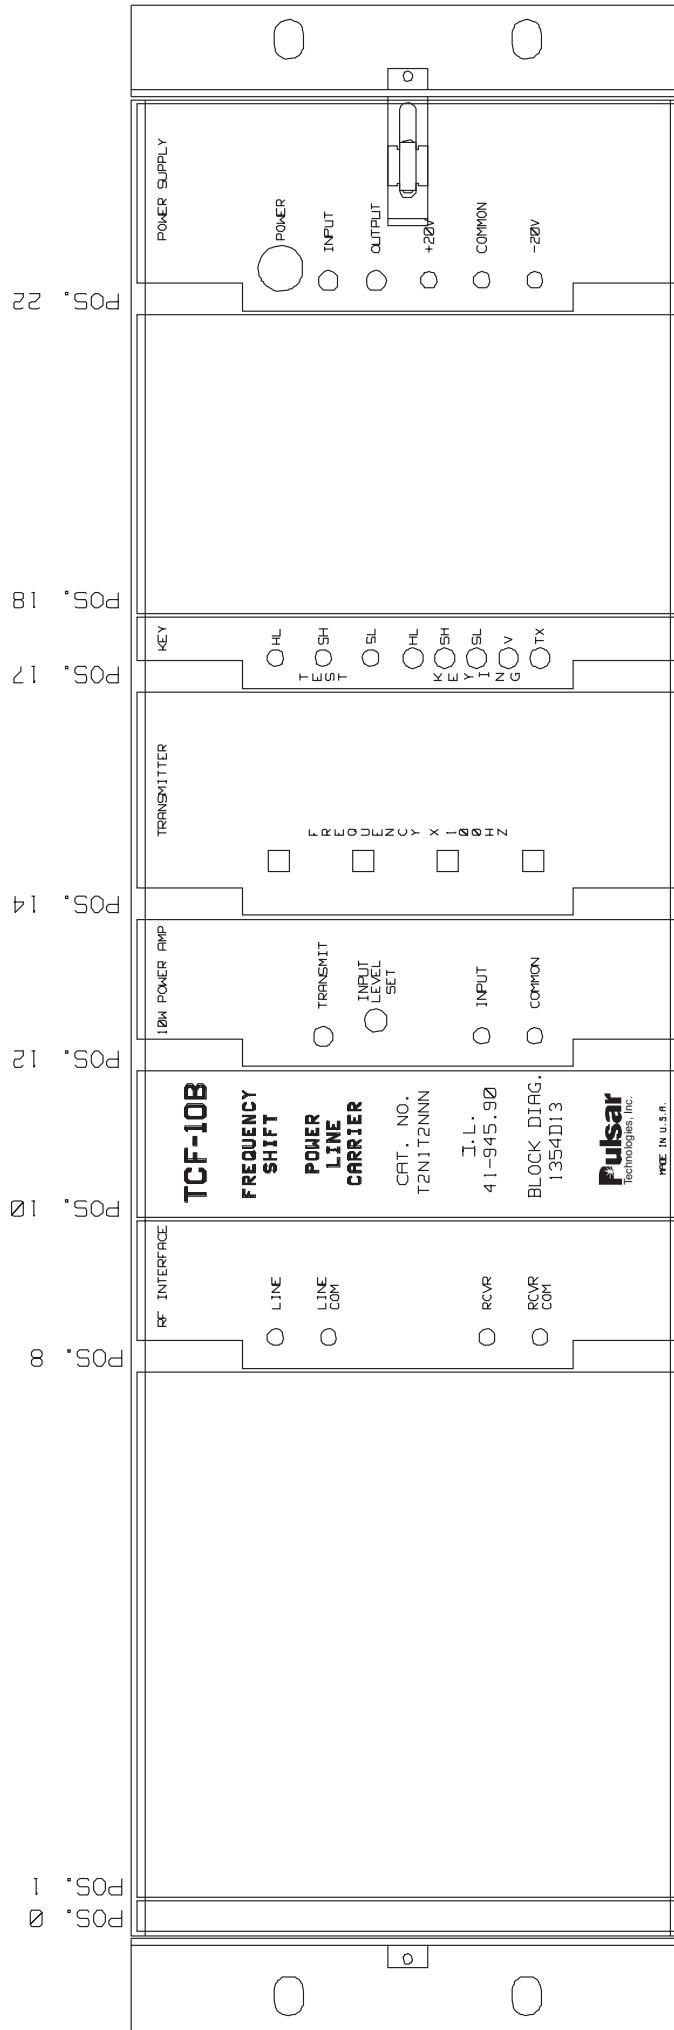 POWER SUPPLY
POWER
INPUT
OUTPUT
+20V
COMMON
-20V
POS. 22
POS. 18
KEY
HL
SH
SL
HL
SH
SL
V
TX
TEST
KEYING
POS. 17
TRANSMITTER
FREQUENCY X 100HZ
POS. 14
10W POWER AMP
TRANSMIT
INPUT
LEVEL
SET
INPUT
COMMON
POS. 12
TCF-10B
FREQUENCY
SHIFT
POWER
LINE
CARRIER
CAT. NO.
T2N1T2NNN
I.L.
41-945.90
BLOCK DIAG.
1354D13
Pulsar
Technologies, Inc.
MADE IN U.S.A.
POS. 10
RF INTERFACE
LINE
LINE
COM
RCVR
RCVR
COM
POS. 8
POS. 1
POS. 0